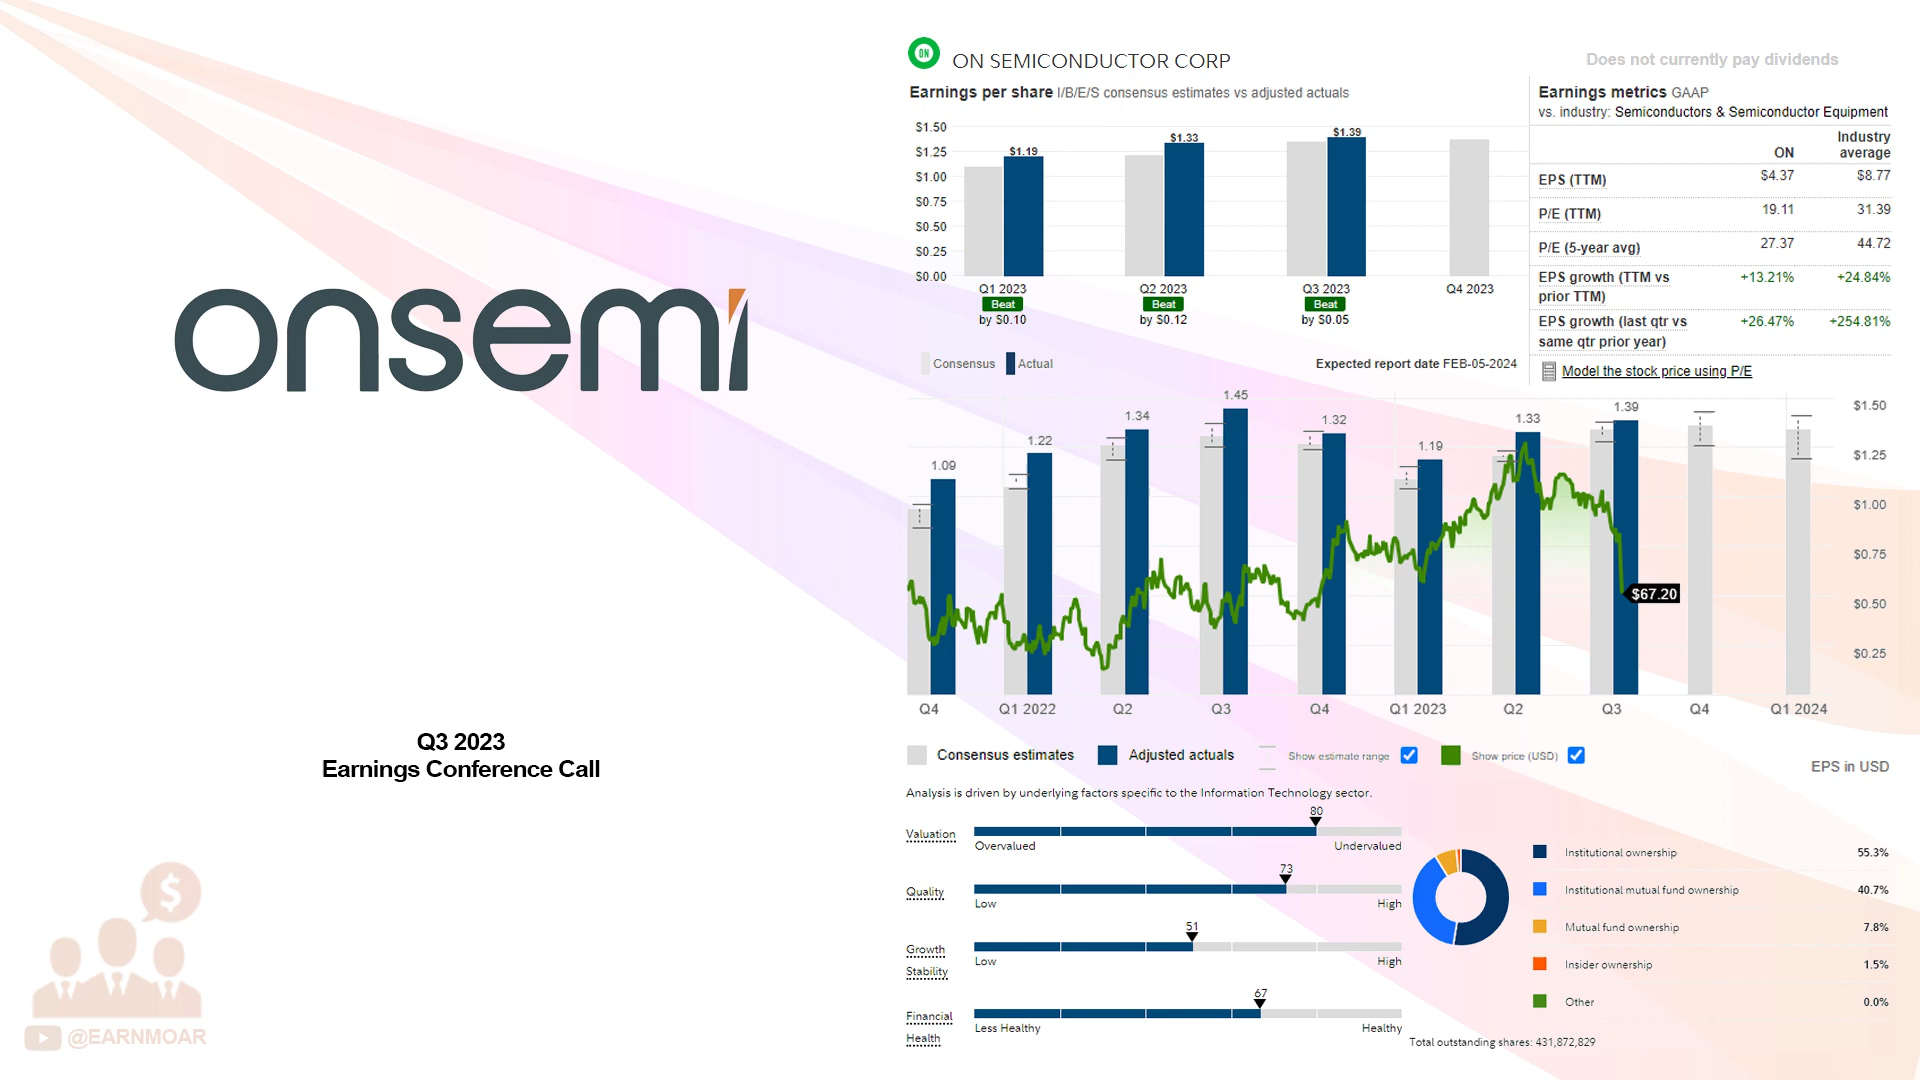 onsemi
Q3 2023
Earnings Conference Call
$
@EARNMOAR
ON
ON SEMICONDUCTOR CORP
Does not currently pay dividends
Earnings per share I/B/E/S consensus estimates vs adjusted actuals
$1.50
$1.25
$1.00
$0.75
$0.50
$0.25
$0.00
$1.19
$1.33
$1.39
Q1 2023
Q2 2023
Q3 2023
Q4 2023
Beat
Beat
Beat
by $0.10
by $0.12
by $0.05
Consensus
Actual
Expected report date FEB-05-2024
Earnings metrics GAAP
vs. industry: Semiconductors & Semiconductor Equipment
ON
Industry
average
EPS (TTM) $4.37 $8.77
P/E (TTM) 19.11 31.39
P/E (5-year avg) 27.37 44.72
EPS growth (TTM vs +13.21% +24.84%
prior TTM)
EPS growth (last qtr vs +26.47% +254.81%
same qtr prior year)
Model the stock price using P/E
1.09
1.22
1.34
1.45
1.32
1.19
1.33
1.39
$67.20
$1.50
$1.25
$1.00
$0.75
$0.50
$0.25
Q4
Q1 2022
Q2
Q3
Q4
Q1 2023
Q2
Q3
Q4
Q1 2024
Consensus estimates
Adjusted actuals
Show estimate range
Show price (USD)
EPS in USD
Analysis is driven by underlying factors specific to the Information Technology sector.
80
Valuation
Overvalued
Undervalued
73
Quality
Low
High
51
Growth
Stability
Low
High
67
Financial
Health
Less Healthy
Healthy
Institutional ownership 55.3%
Institutional mutual fund ownership 40.7%
Mutual fund ownership 7.8%
Insider ownership 1.5%
Other 0.0%
Total outstanding shares: 431,872,829